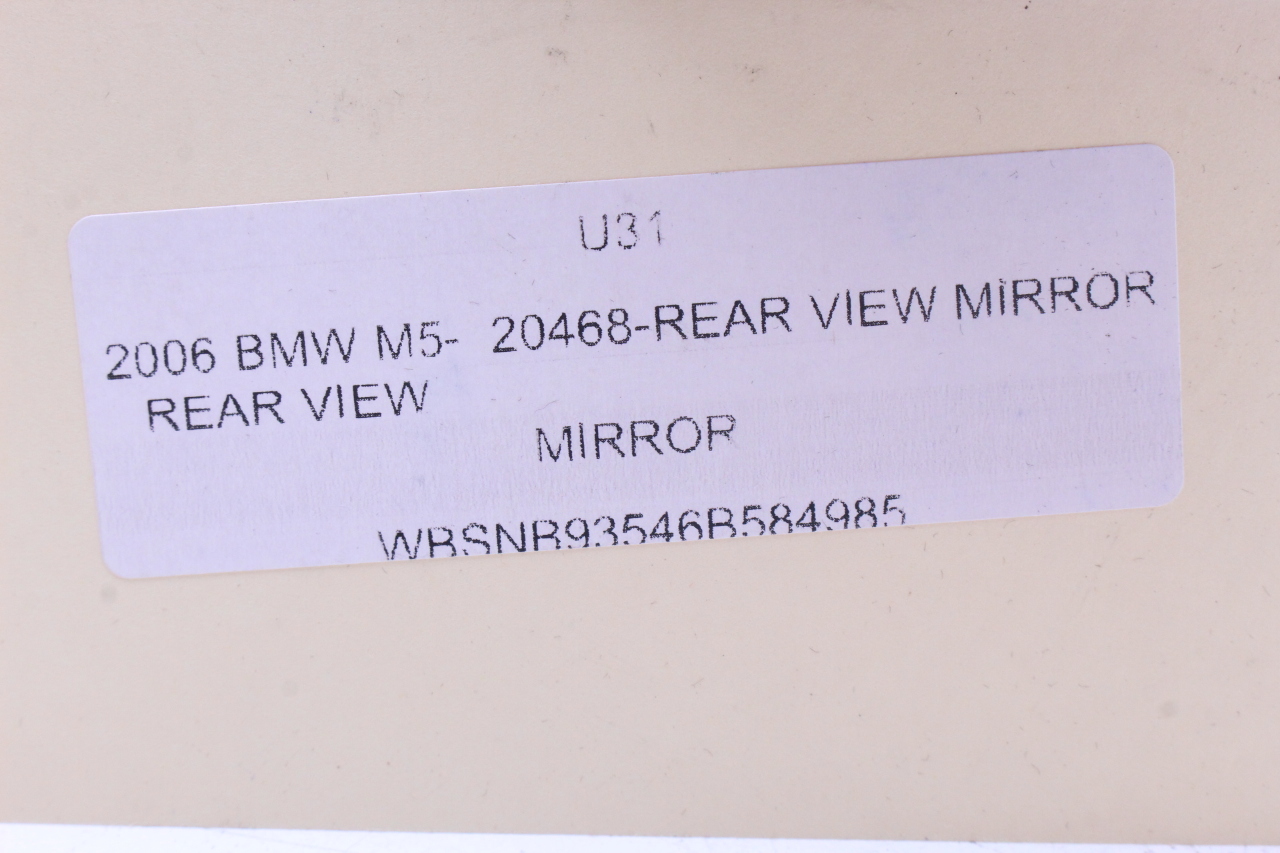 U31
2006 BMW M5- 20468-REAR VIEW MIRROR
REAR VIEW
MIRROR
WBSNB93546B584985